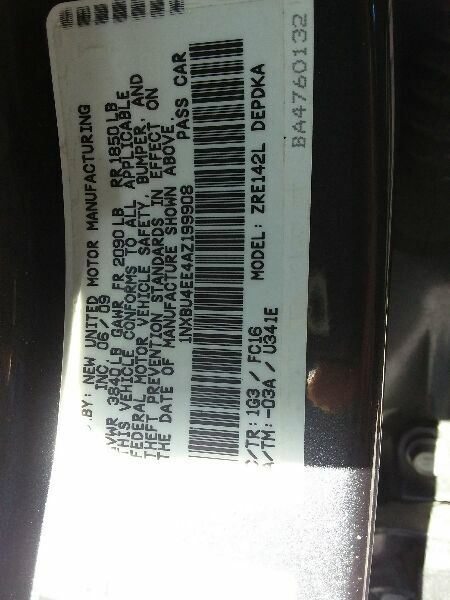 BY: NEW UNITED MOTOR MANUFACTURING
INC 06/09
GVWR 3840LB GAWR FR 2090LB RR 1850LB
THIS VEHICLE CONFORMS TO ALL APPLICABLE
FEDERAL MOTOR VEHICLE SAFETY, BUMPER, AND
THEFT PREVENTION STANDARDS IN EFFECT ON
THE DATE OF MANUFACTURE SHOWN ABOVE
1NXBU4EE4AZ199908 PASS CAR
C/TR: 1G3 / FC16 MODEL: ZRE142L DEPDKA
A/TM: -03A / U341E
BA4760132